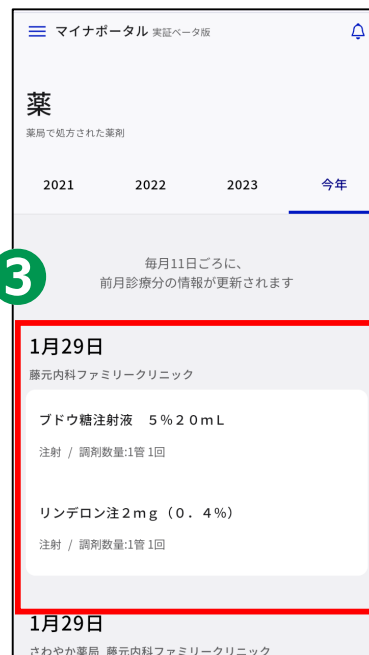 マイナポータル 実証ベータ版
薬
薬局で処方された薬剤
2021 2022 2023 今年
3
毎月11日ごろに、
前月診療分の情報が更新されます
1月29日
藤元内科ファミリークリニック
ブドウ糖注射液 5%20mL
注射 / 調剤数量:1管 1回
リンデロン注2mg(0.4%)
注射 / 調剤数量:1管 1回
1月29日
さわやか薬局 藤元内科ファミリークリニック